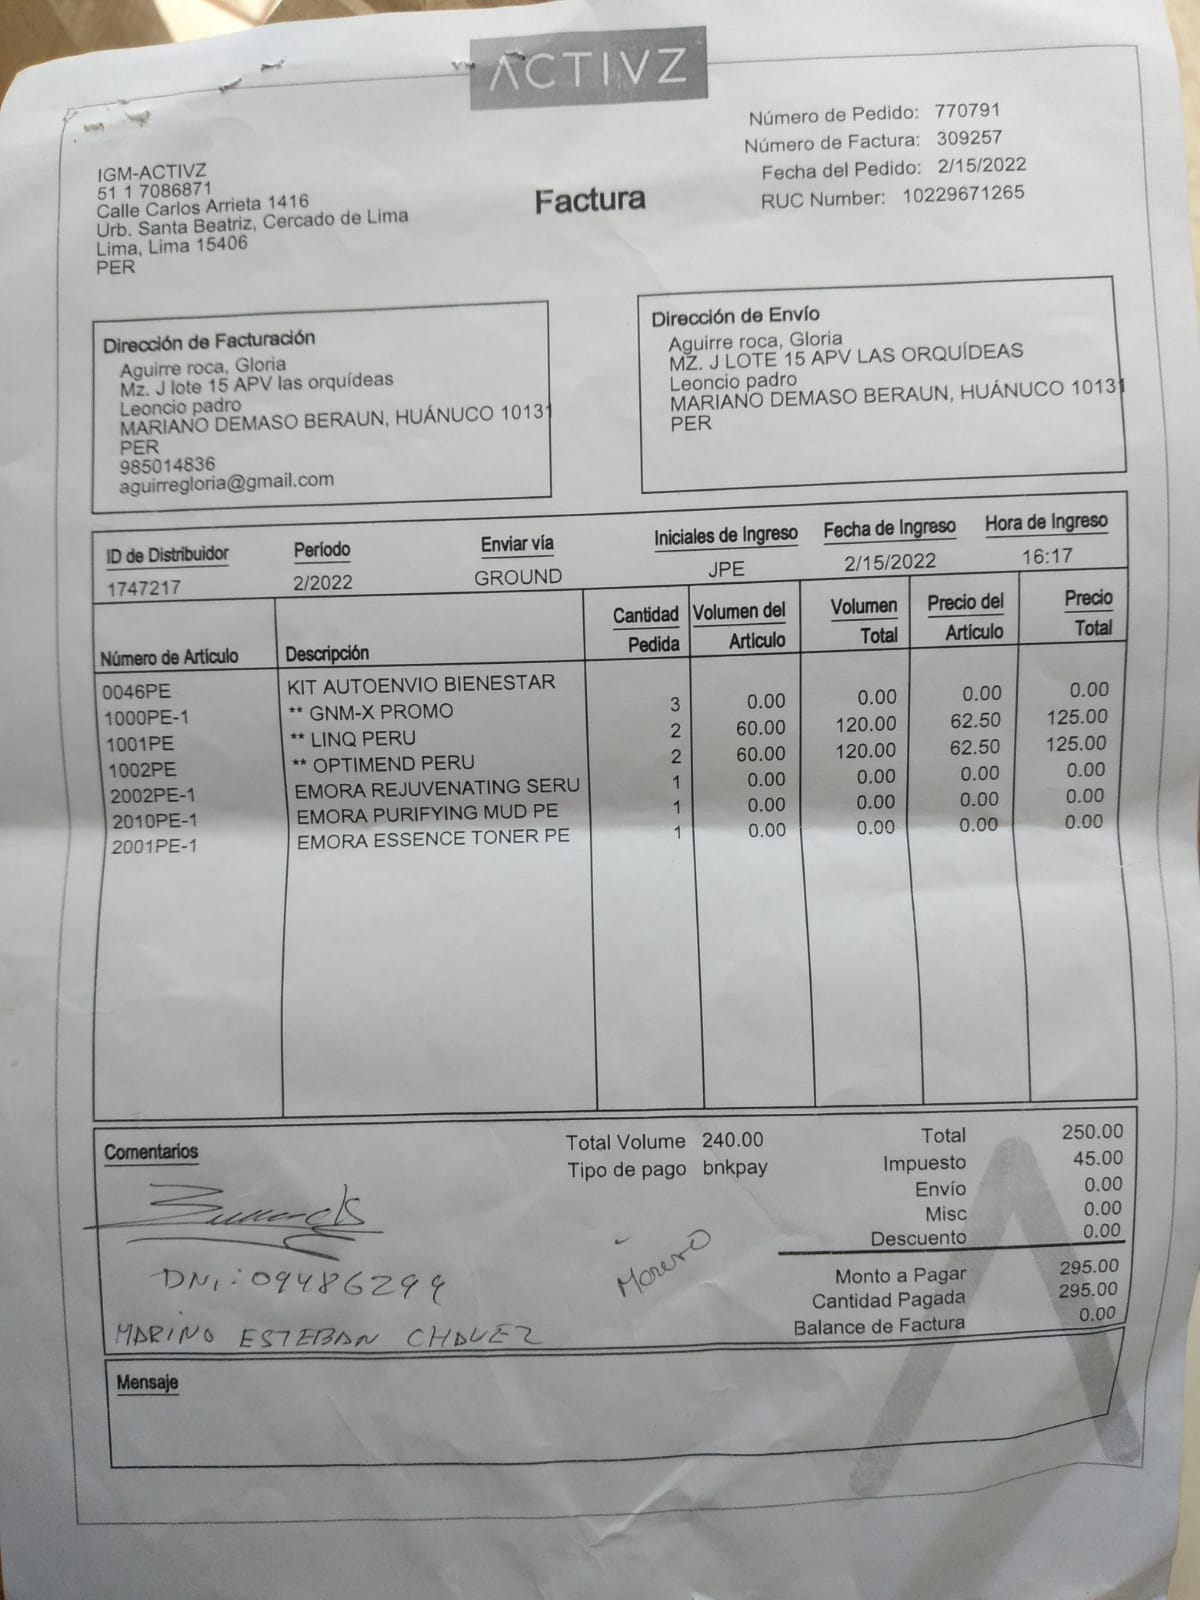 ACTIVZ
Número de Pedido: 770791
Número de Factura: 309257
Fecha del Pedido: 2/15/2022
RUC Number: 10229671265
IGM-ACTIVZ
51 1 7086871
Calle Carlos Arrieta 1416
Urb. Santa Beatriz, Cercado de Lima
Lima, Lima 15406
PER
Factura
Dirección de Facturación
Aguirre roca, Gloria
Mz. J lote 15 APV las orquídeas
Leoncio padro
MARIANO DEMASO BERAUN, HUÁNUCO 10131
PER
985014836
aguirregloria@gmail.com
Dirección de Envío
Aguirre roca, Gloria
MZ. J LOTE 15 APV LAS ORQUÍDEAS
Leoncio padro
MARIANO DEMASO BERAUN, HUÁNUCO 10131
PER
ID de Distribuidor Período Enviar vía Iniciales de Ingreso Fecha de Ingreso Hora de Ingreso
1747217 2/2022 GROUND JPE 2/15/2022 16:17
Número de Artículo Descripción Cantidad Pedida Volumen del Artículo Volumen Total Precio del Artículo Precio Total
0046PE KIT AUTOENVIO BIENESTAR
1000PE-1 ** GNM-X PROMO 3 0.00 0.00 0.00 0.00
1001PE ** LINQ PERU 2 60.00 120.00 62.50 125.00
1002PE ** OPTIMEND PERU 2 60.00 120.00 62.50 125.00
2002PE-1 EMORA REJUVENATING SERU 1 0.00 0.00 0.00 0.00
2010PE-1 EMORA PURIFYING MUD PE 1 0.00 0.00 0.00 0.00
2001PE-1 EMORA ESSENCE TONER PE 1 0.00 0.00 0.00 0.00
Comentarios
DNI: 09486299
MARINO ESTEBAN CHAVEZ
Moreno
Total Volume 240.00
Tipo de pago bnkpay
Total 250.00
Impuesto 45.00
Envío 0.00
Misc 0.00
Descuento 0.00
Monto a Pagar 295.00
Cantidad Pagada 295.00
Balance de Factura 0.00
Mensaje